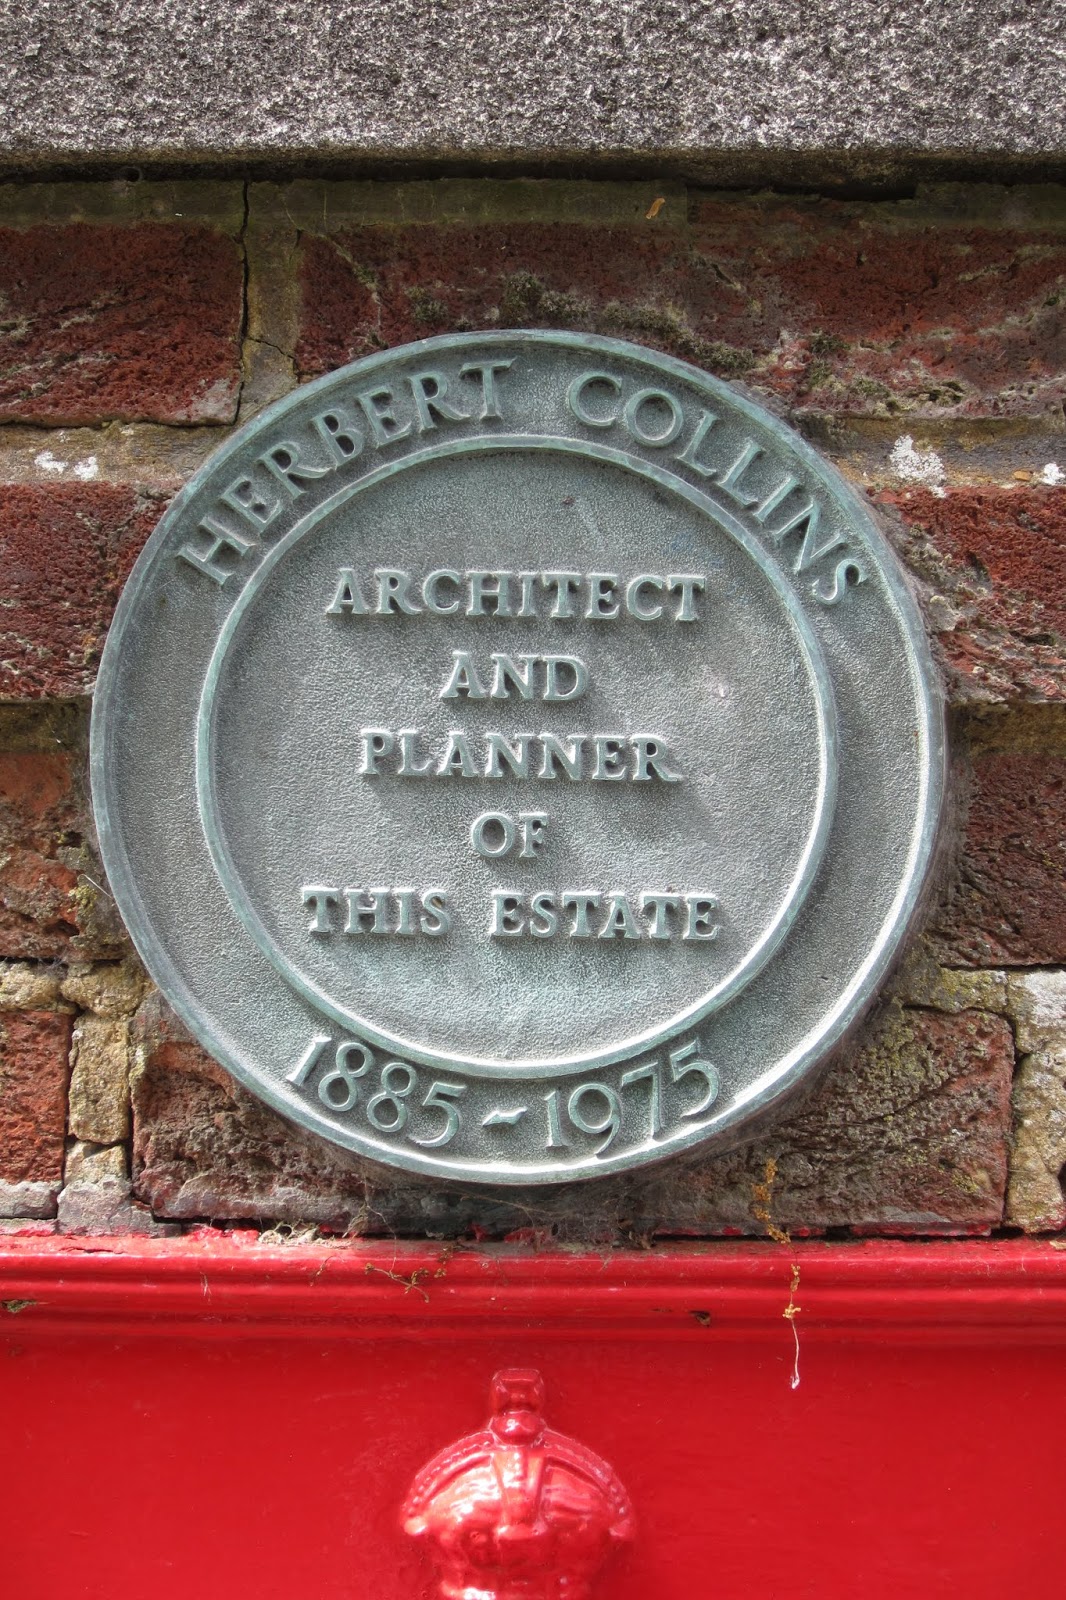 HERBERT COLLINS
ARCHITECT
AND
PLANNER
OF
THIS ESTATE
1885~1975